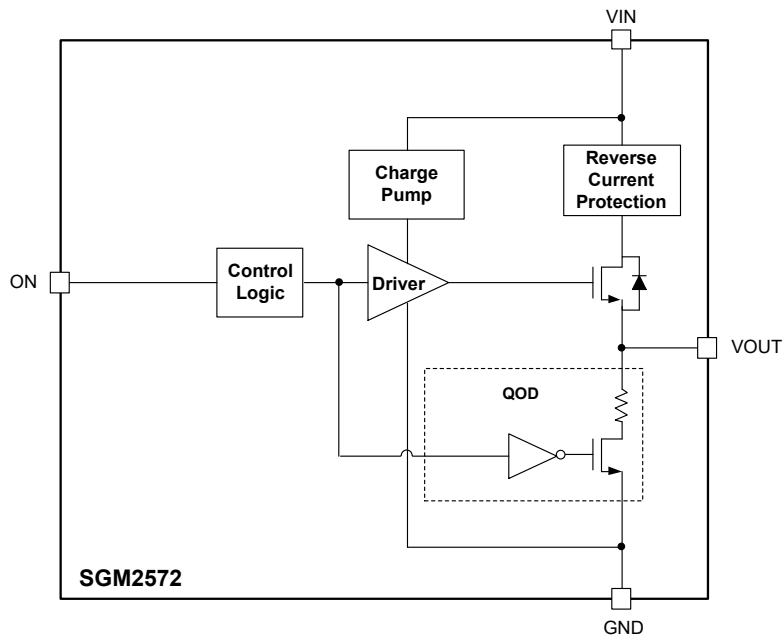 VIN
Charge
Pump
Reverse
Current
Protection
ON
Control
Logic
Driver
VOUT
QOD
SGM2572
GND